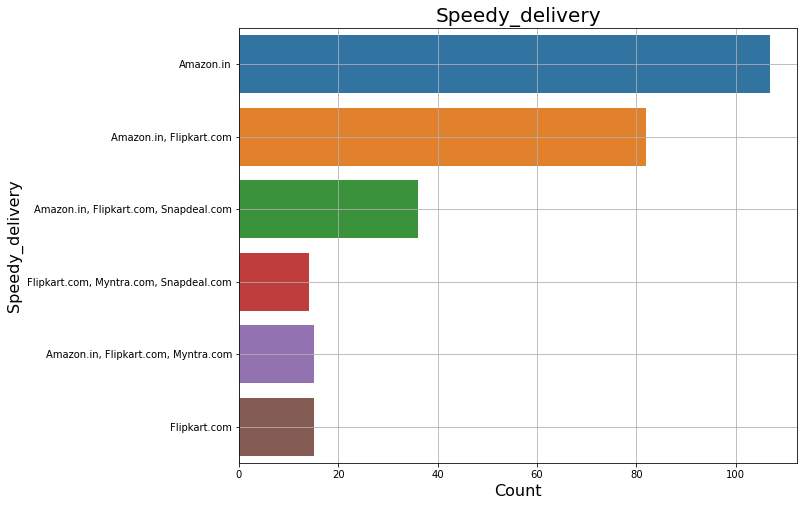 Speedy_delivery
Speedy_delivery
Amazon.in
Amazon.in, Flipkart.com
Amazon.in, Flipkart.com, Snapdeal.com
Flipkart.com, Myntra.com, Snapdeal.com
Amazon.in, Flipkart.com, Myntra.com
Flipkart.com
0 20 40 60 80 100
Count